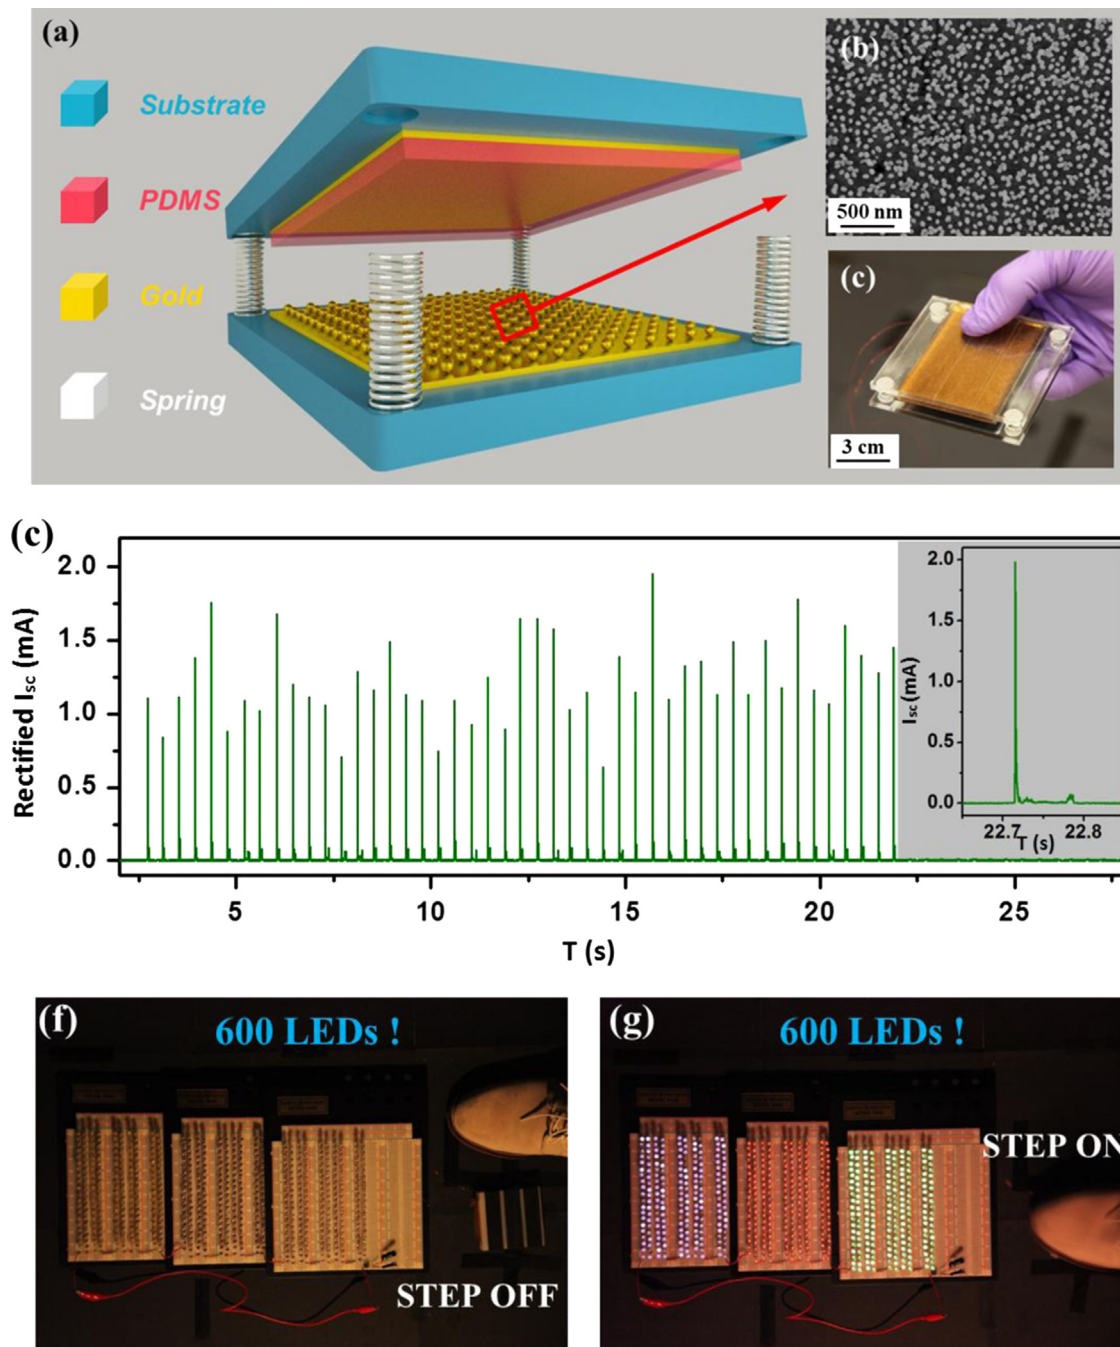 (a)
Substrate
PDMS
Gold
Spring
(b)
500 nm
(c)
3 cm
(c)
Rectified Isc (mA)
2.0
1.5
1.0
0.5
0.0
5
10
15
20
25
T (s)
Isc (mA)
2.0
1.5
1.0
0.5
0.0
22.7
22.8
T (s)
(f)
600 LEDs !
STEP OFF
(g)
600 LEDs !
STEP ON